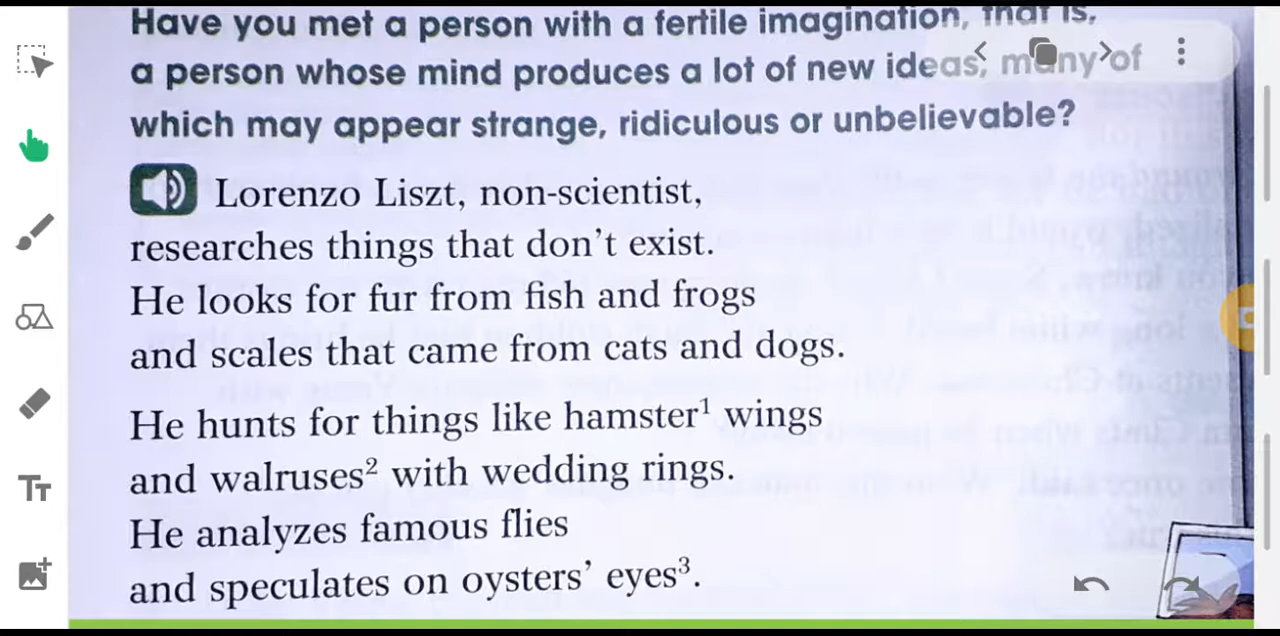 Have you met a person with a fertile imagination, that is,
a person whose mind produces a lot of new ideas, many of
which may appear strange, ridiculous or unbelievable?
Lorenzo Liszt, non-scientist,
researches things that don't exist.
He looks for fur from fish and frogs
and scales that came from cats and dogs.
He hunts for things like hamster¹ wings
and walruses² with wedding rings.
He analyzes famous flies
and speculates on oysters' eyes³.